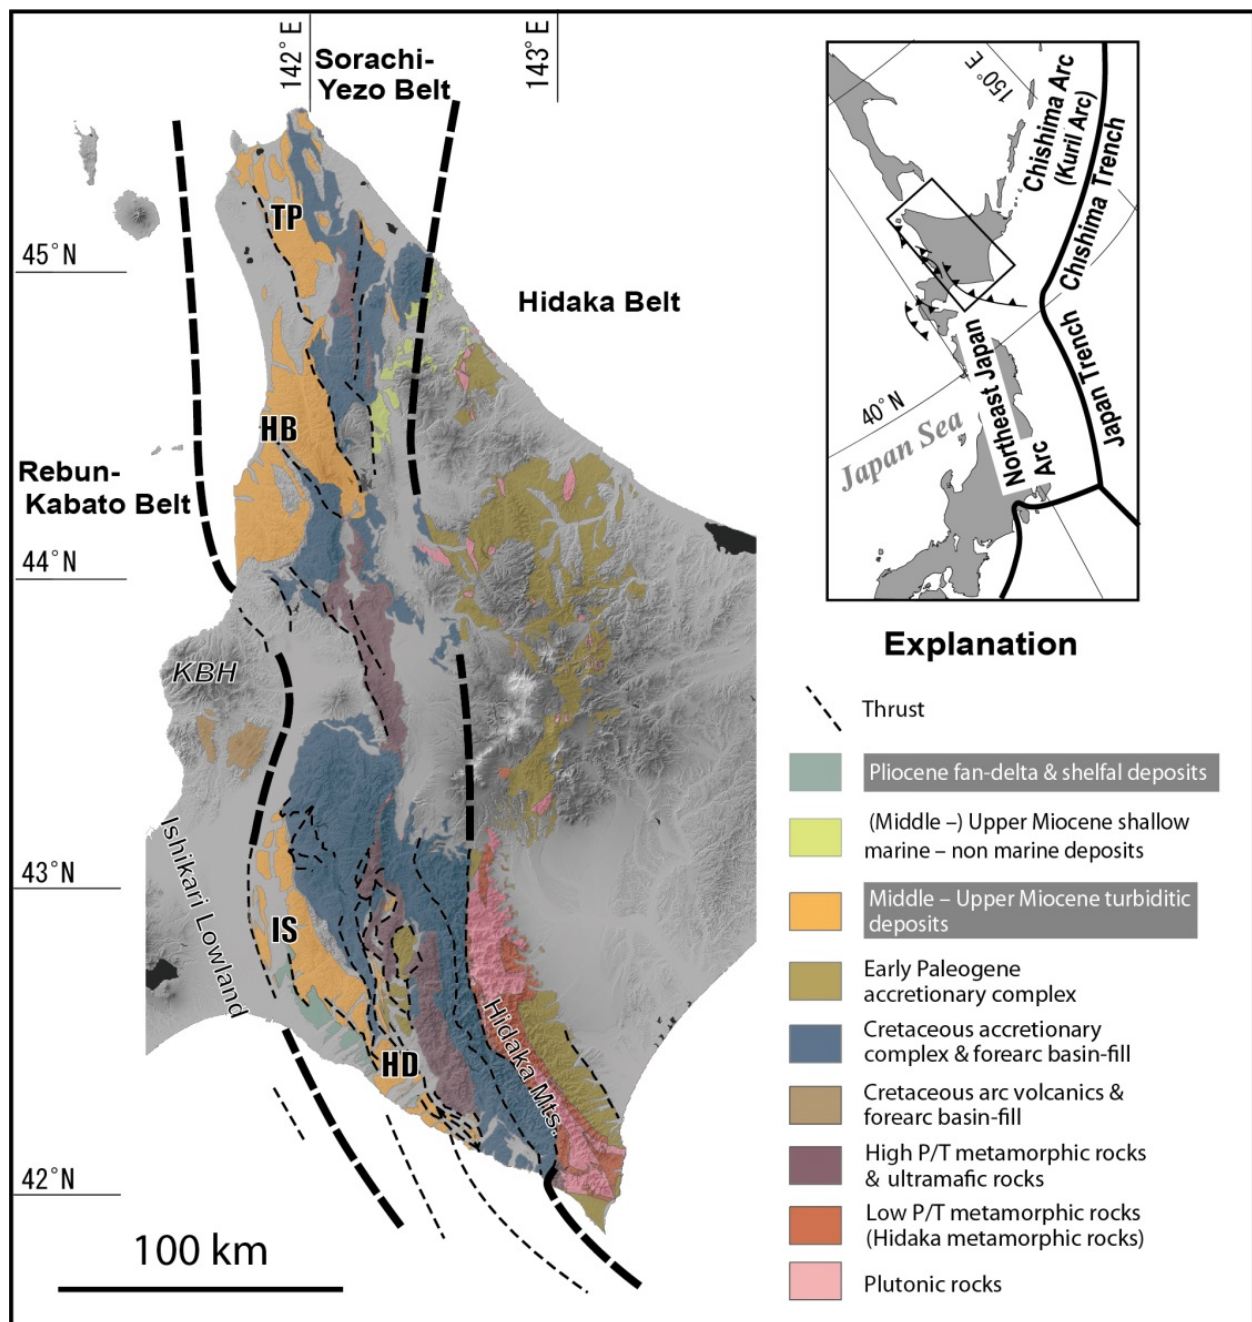 142° E
143° E
Sorachi-
Yezo Belt
45° N
TP
Hidaka Belt
HB
Rebun-
Kabato Belt
44° N
KBH
Ishikari Lowland
43° N
IS
HD
Hidaka Mts.
42° N
100 km
150° E
Chishima Arc
(Kuril Arc)
Chishima Trench
Japan Trench
40° N
Japan Sea
Northeast Japan
Arc
Explanation
Thrust
Pliocene fan-delta & shelfal deposits
(Middle –) Upper Miocene shallow
marine – non marine deposits
Middle – Upper Miocene turbiditic
deposits
Early Paleogene
accretionary complex
Cretaceous accretionary
complex & forearc basin-fill
Cretaceous arc volcanics &
forearc basin-fill
High P/T metamorphic rocks
& ultramafic rocks
Low P/T metamorphic rocks
(Hidaka metamorphic rocks)
Plutonic rocks